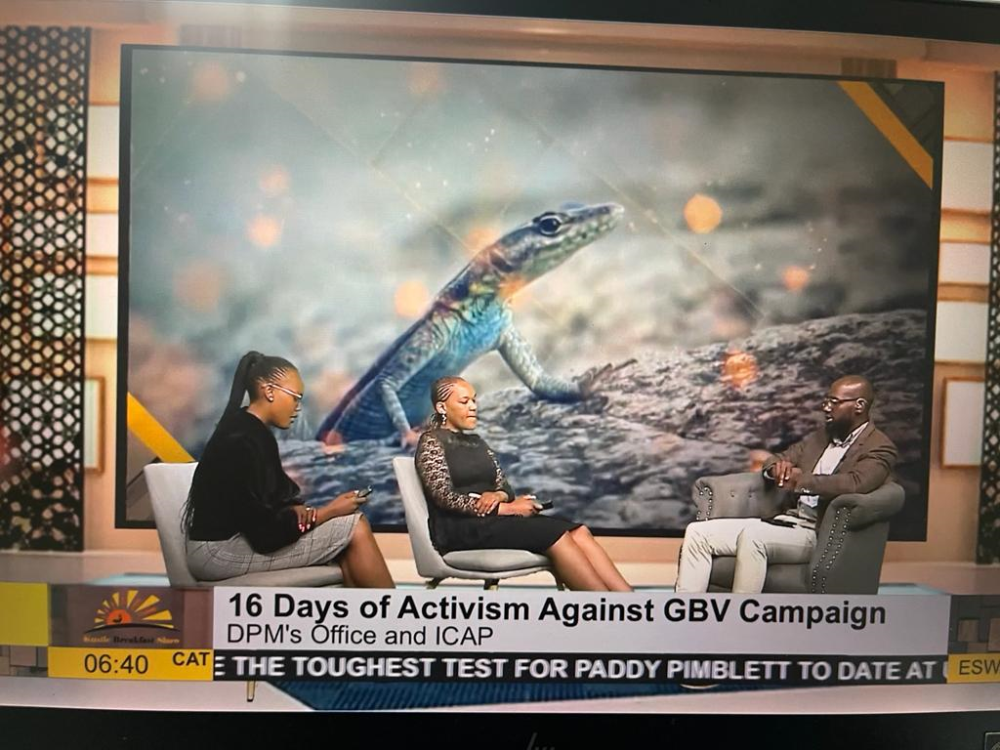 16 Days of Activism Against GBV Campaign
DPM's Office and ICAP
Kusile Breakfast Show
06:40 CAT
THE TOUGHEST TEST FOR PADDY PIMBLETT TO DATE AT
ESW